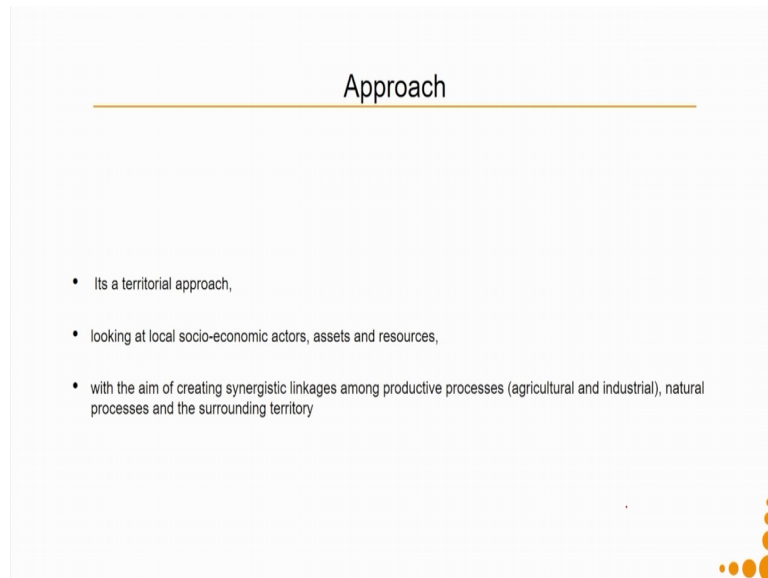 Approach
• Its a territorial approach,
• looking at local socio-economic actors, assets and resources,
• with the aim of creating synergistic linkages among productive processes (agricultural and industrial), natural
processes and the surrounding territory